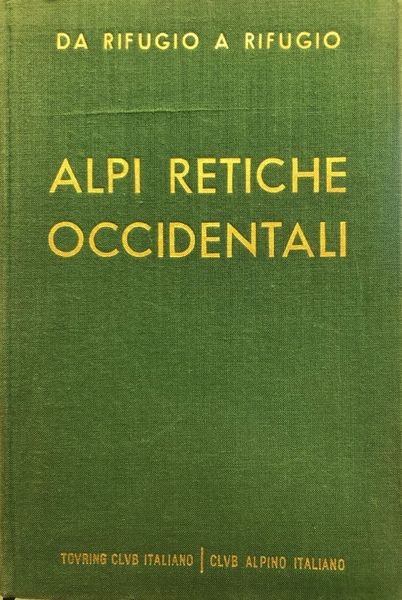 DA RIFUGIO A RIFUGIO
ALPI RETICHE
OCCIDENTALI
TOVRING CLVB ITALIANO | CLVB ALPINO ITALIANO